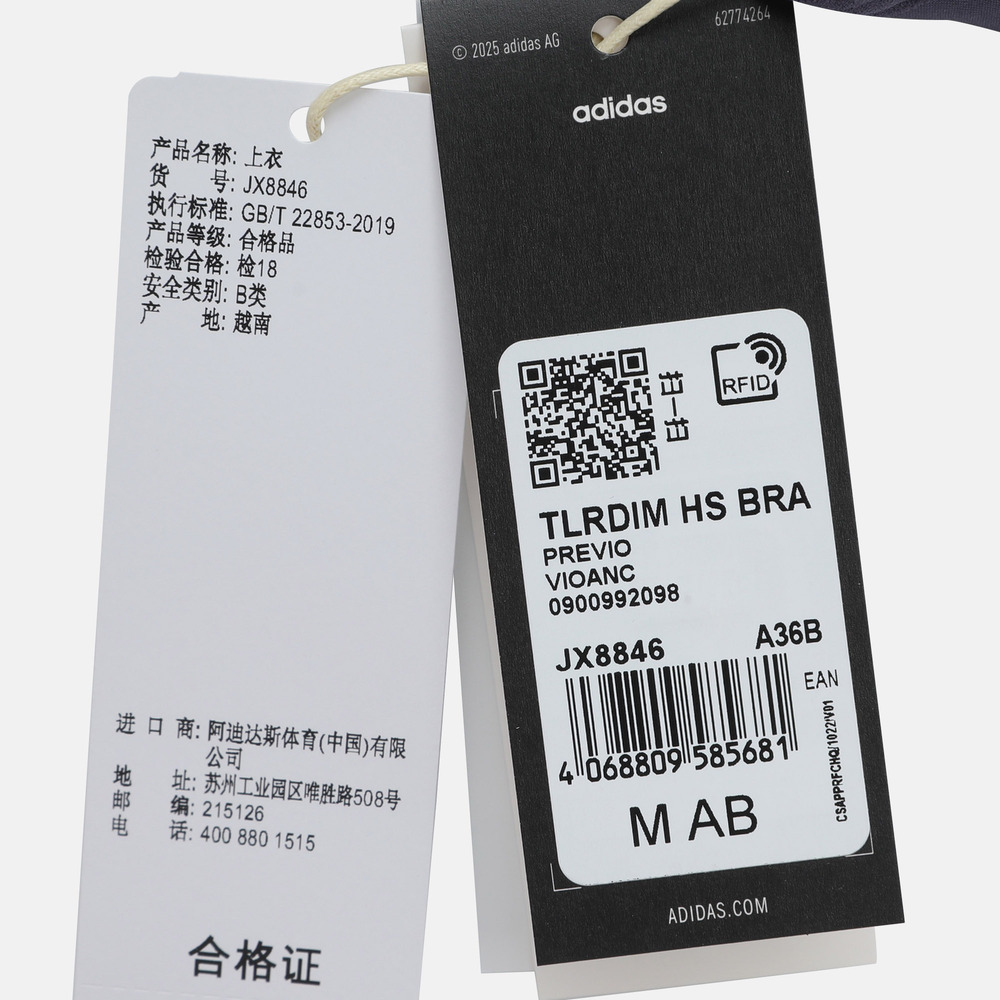 产品名称: 上衣
货 号: JX8846
执行标准: GB/T 22853-2019
产品等级: 合格品
检验合格: 检18
安全类别: B类
产 地: 越南
进 口 商: 阿迪达斯体育(中国)有限
公司
地 址: 苏州工业园区唯胜路508号
邮 编: 215126
电 话: 400 880 1515
合格证
© 2025 adidas AG
62774264
adidas
RFID
TLRDIM HS BRA
PREVIO
VIOANC
0900992098
JX8846 A36B
EAN
4 068809 585681
CSAPPRFCHQ/1022/V01
M AB
ADIDAS.COM